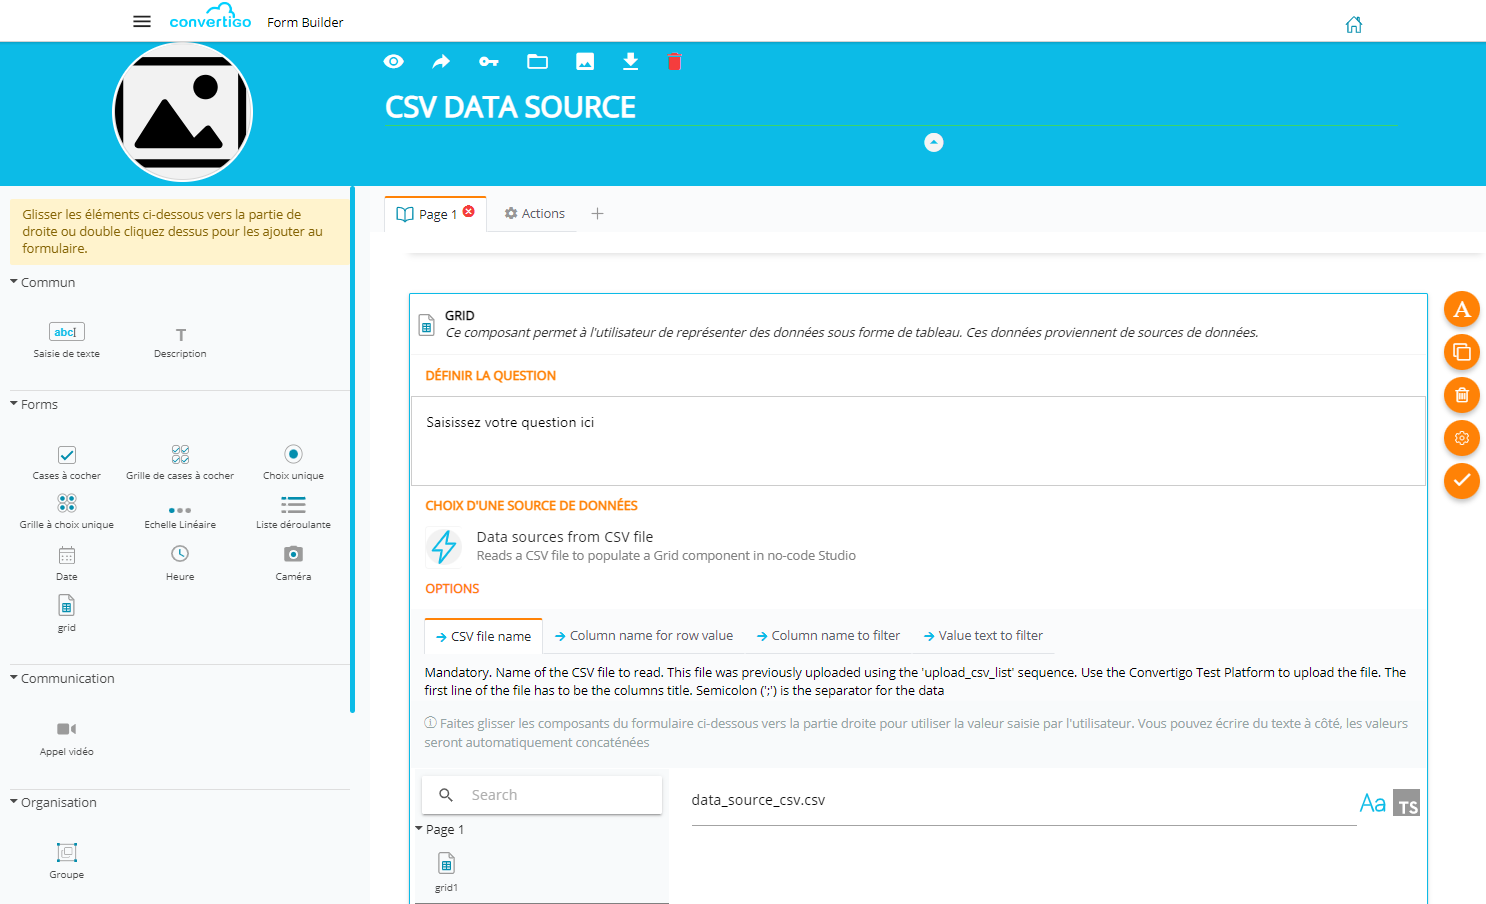 convertigo
Form Builder
CSV DATA SOURCE
Glisser les éléments ci-dessous vers la partie de
droite ou double cliquez dessus pour les ajouter au
formulaire.
Commun
abc
Saisie de texte
T
Description
Forms
Cases à cocher
Grille de cases à cocher
Choix unique
Grille à choix unique
Echelle Linéaire
Liste déroulante
Date
Heure
Caméra
grid
Communication
Appel vidéo
Organisation
Groupe
Page 1
Actions
GRID
Ce composant permet à l'utilisateur de représenter des données sous forme de tableau. Ces données proviennent de sources de données.
DÉFINIR LA QUESTION
Saisissez votre question ici
CHOIX D'UNE SOURCE DE DONNÉES
Data sources from CSV file
Reads a CSV file to populate a Grid component in no-code Studio
OPTIONS
CSV file name
Column name for row value
Column name to filter
Value text to filter
Mandatory. Name of the CSV file to read. This file was previously uploaded using the 'upload_csv_list' sequence. Use the Convertigo Test Platform to upload the file. The
first line of the file has to be the columns title. Semicolon (';') is the separator for the data
Faites glisser les composants du formulaire ci-dessous vers la partie droite pour utiliser la valeur saisie par l'utilisateur. Vous pouvez écrire du texte à côté, les valeurs
seront automatiquement concaténées
Search
Page 1
grid1
data_source_csv.csv
Aa
TS
A